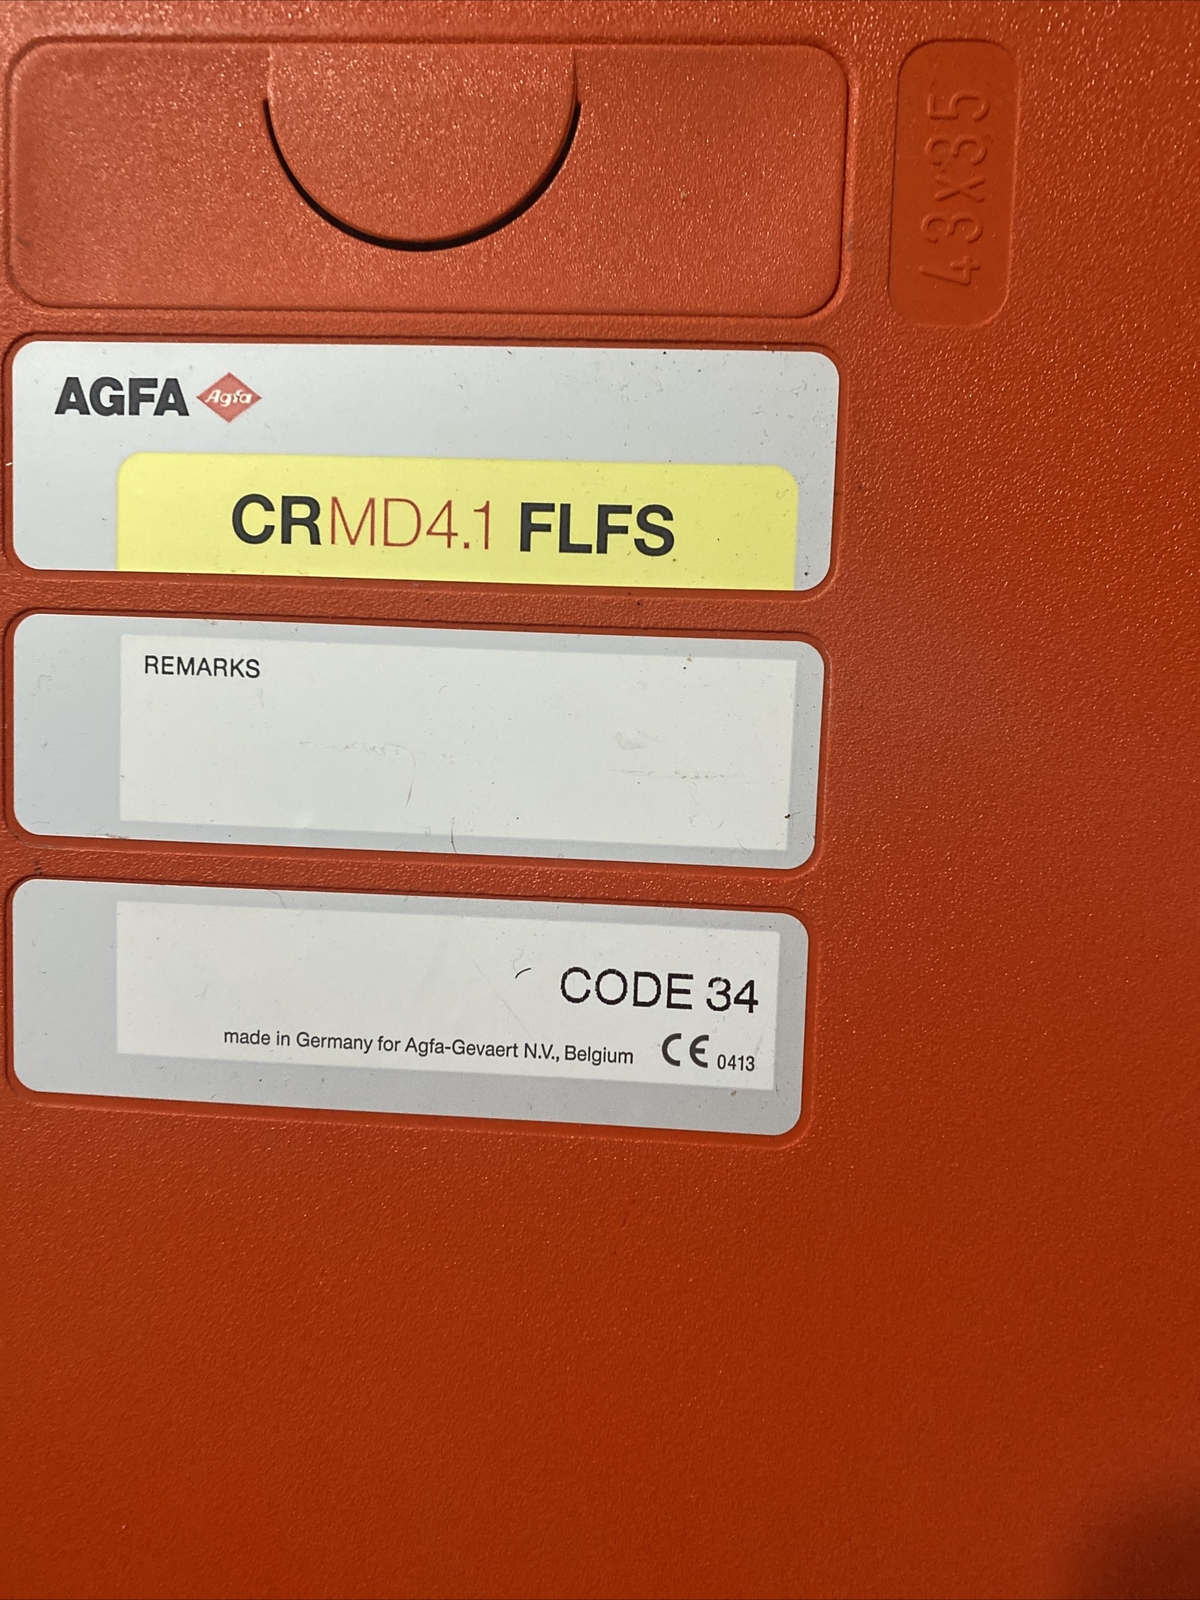 43x35
AGFA Agfa
CRMD4.1 FLFS
REMARKS
CODE 34
made in Germany for Agfa-Gevaert N.V., Belgium CE 0413